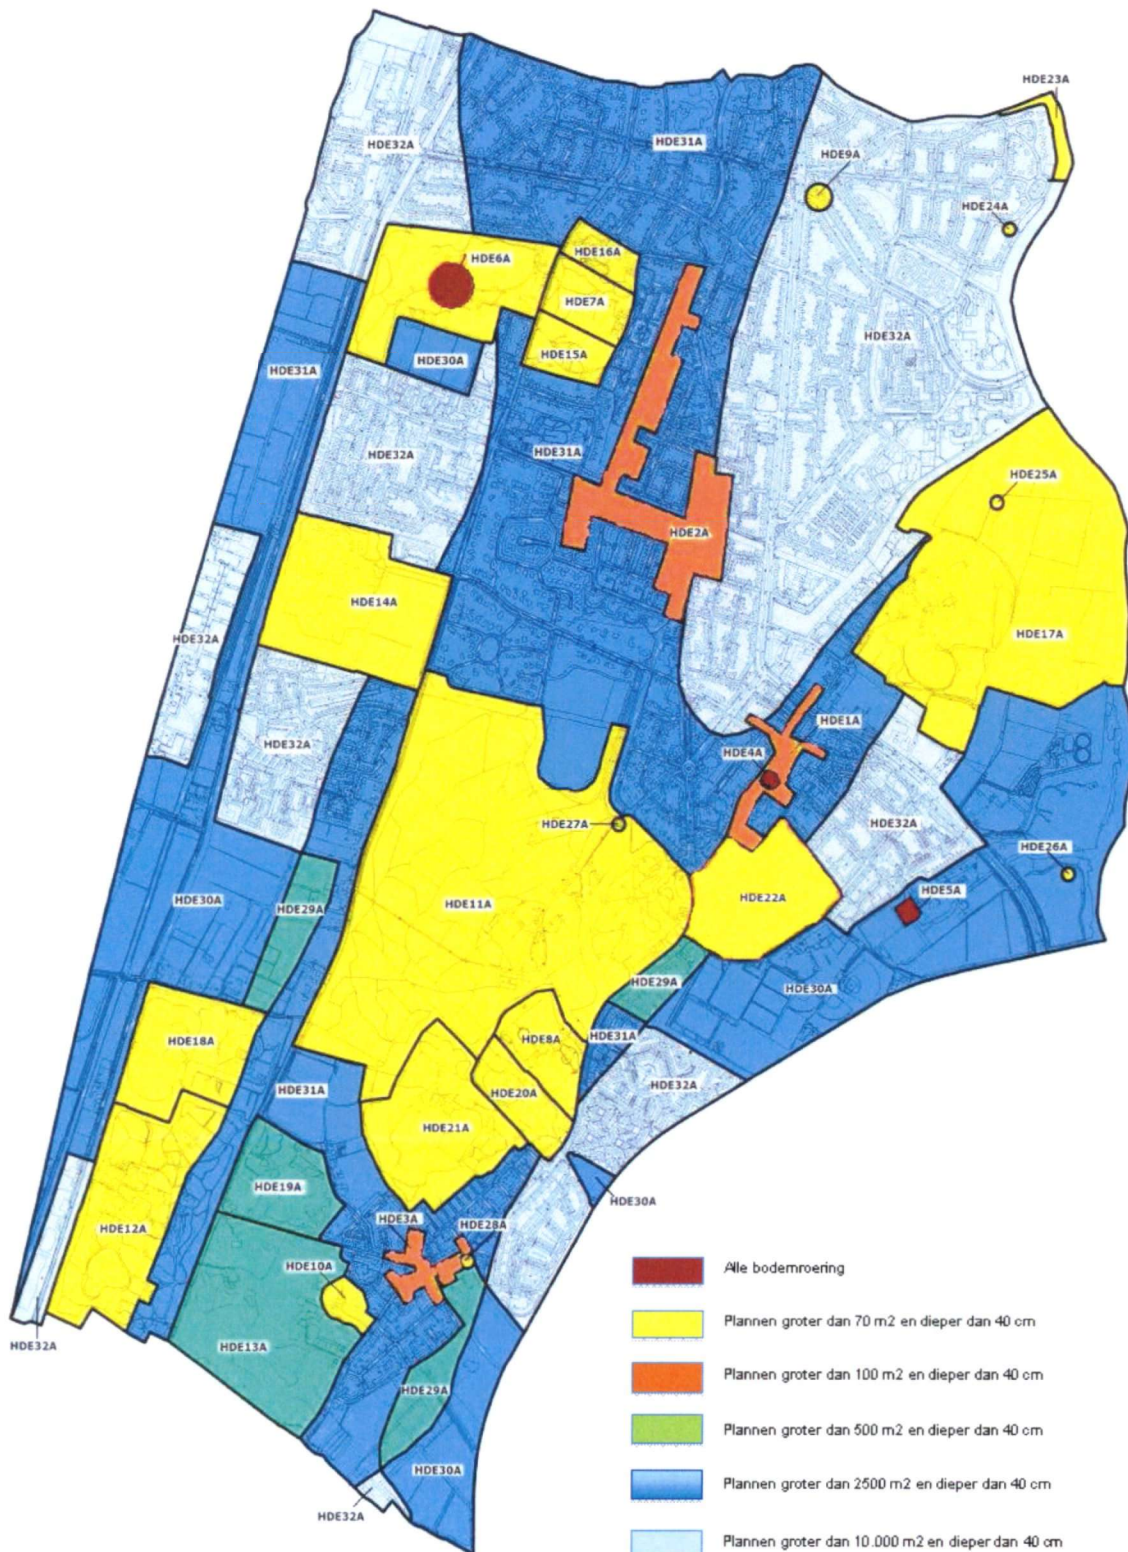 HDE23A
HDE32A
HDE31A
HDE9A
HDE24A
HDE16A
HDE6A
HDE7A
HDE32A
HDE15A
HDE30A
HDE31A
HDE31A
HDE32A
HDE25A
HDE2A
HDE14A
HDE17A
HDE32A
HDE1A
HDE32A
HDE4A
HDE27A
HDE32A
HDE26A
HDE5A
HDE22A
HDE30A
HDE29A
HDE11A
HDE29A
HDE30A
HDE31A
HDE18A
HDE8A
HDE32A
HDE31A
HDE20A
HDE21A
HDE19A
HDE30A
HDE3A
HDE28A
HDE12A
HDE10A
HDE32A
HDE13A
HDE29A
HDE30A
HDE32A
Alle bodemroering
Plannen groter dan 70 m2 en dieper dan 40 cm
Plannen groter dan 100 m2 en dieper dan 40 cm
Plannen groter dan 500 m2 en dieper dan 40 cm
Plannen groter dan 2500 m2 en dieper dan 40 cm
Plannen groter dan 10.000 m2 en dieper dan 40 cm